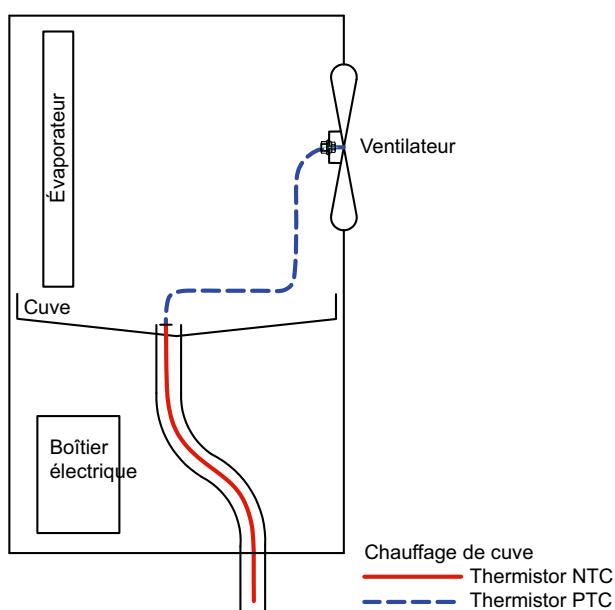 Évaporateur
Ventilateur
Cuve
Boîtier
électrique
Chauffage de cuve
Thermistor NTC
Thermistor PTC